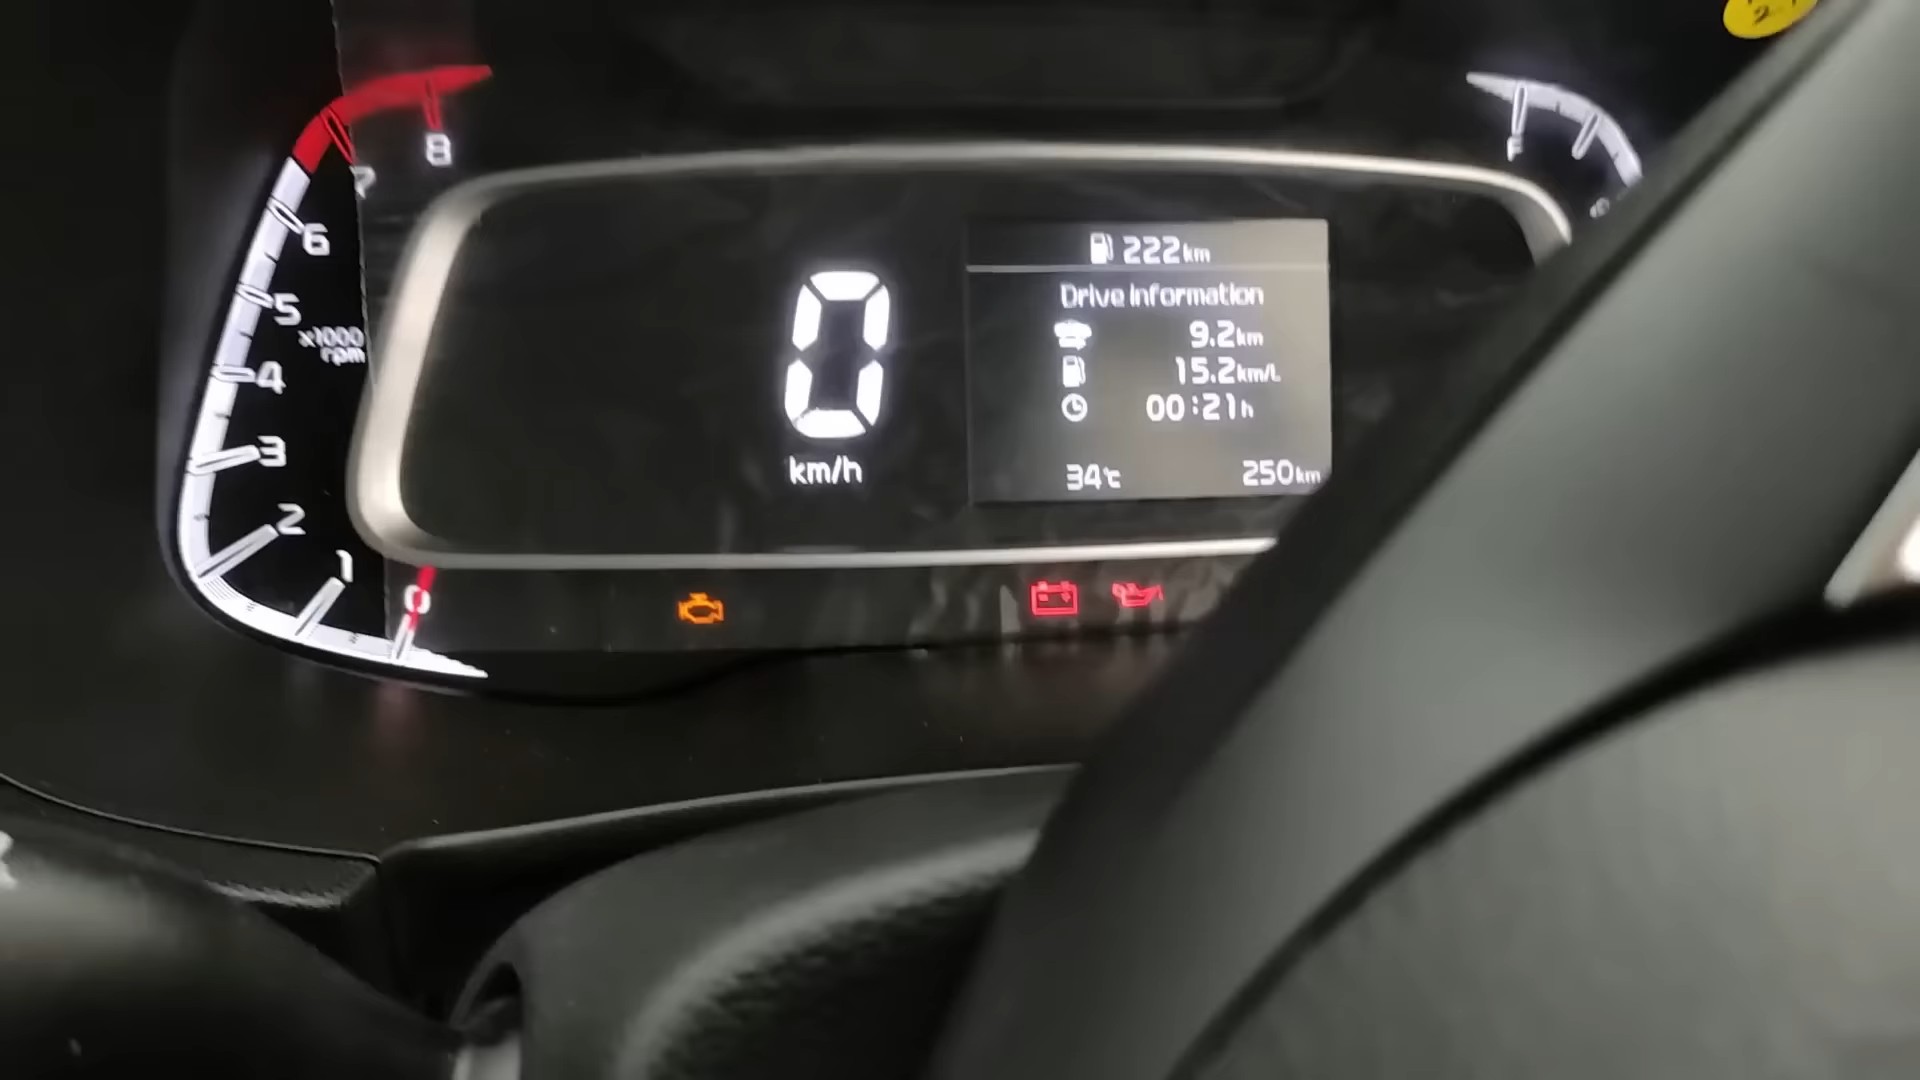 8
7
6
5
x1000
rpm
4
3
2
1
0
0
km/h
222km
Drive information
9.2km
15.2km/L
00:21h
34℃
250km
F